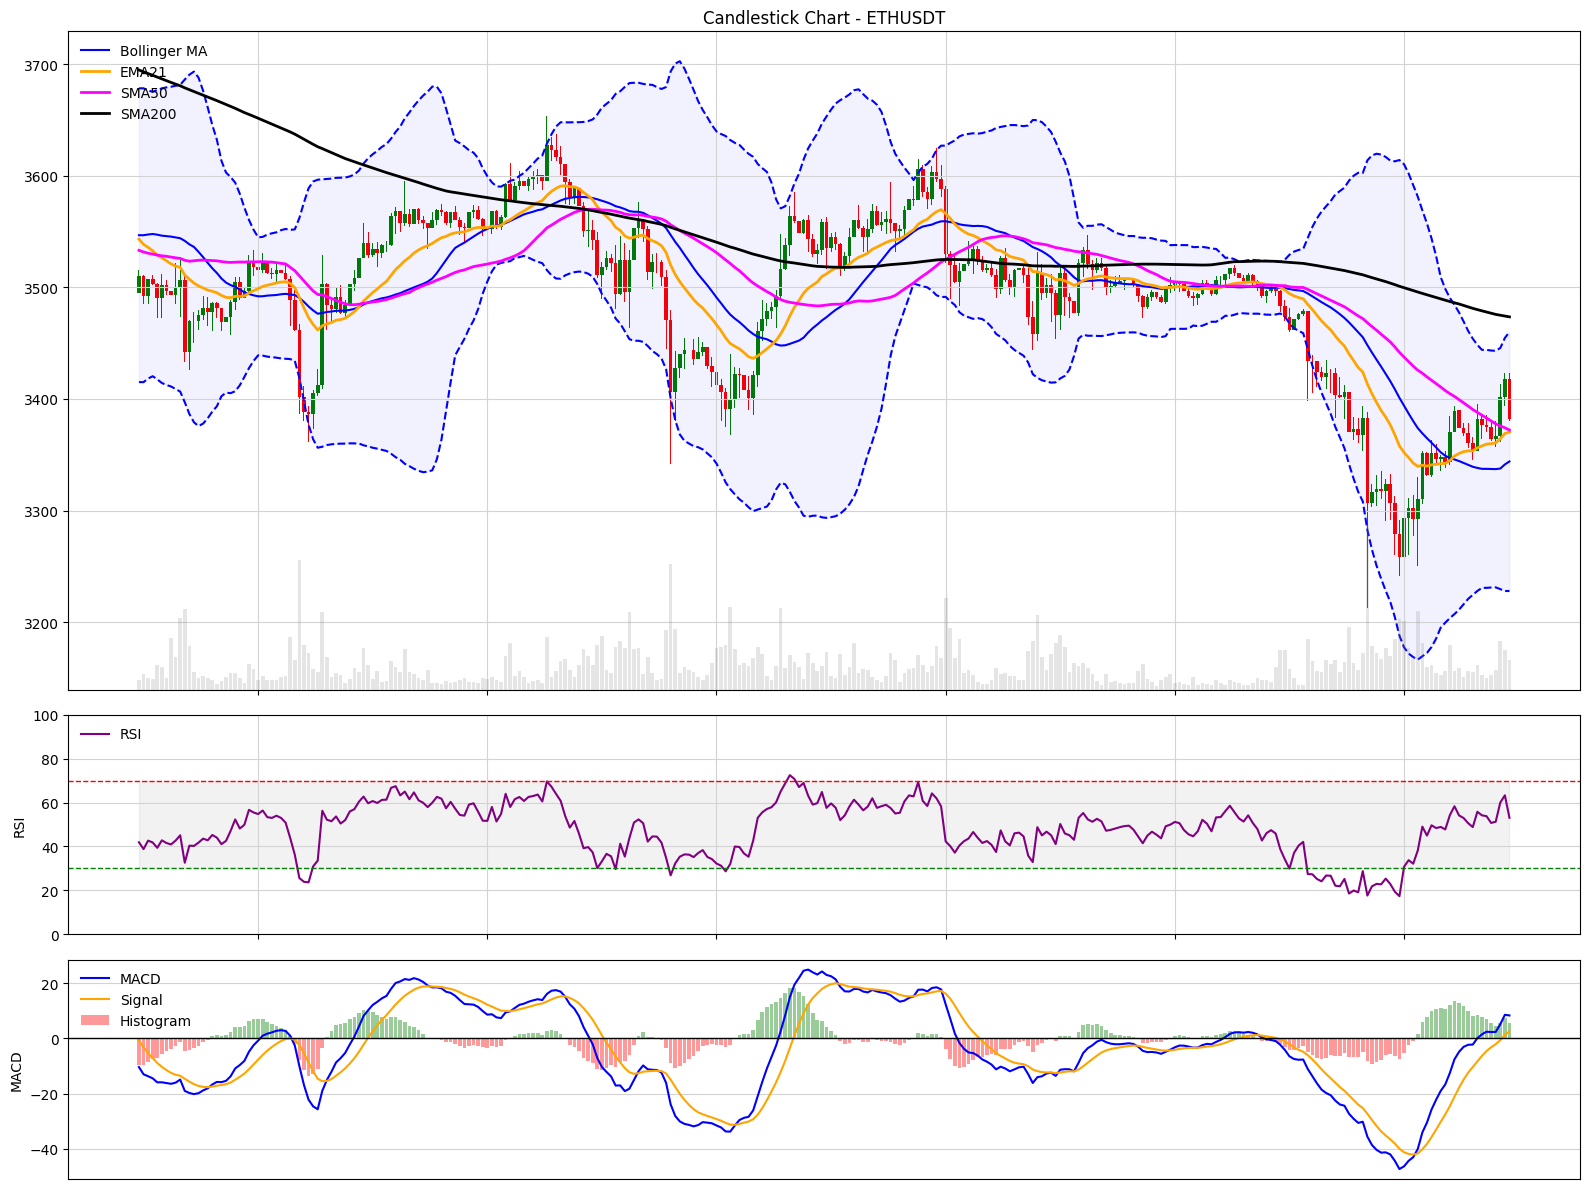 Candlestick Chart - ETHUSDT
Bollinger MA
EMA21
SMA50
SMA200
3700
3600
3500
3400
3300
3200
RSI
100
80
60
40
20
0
RSI
MACD
Signal
Histogram
20
0
−20
−40
MACD